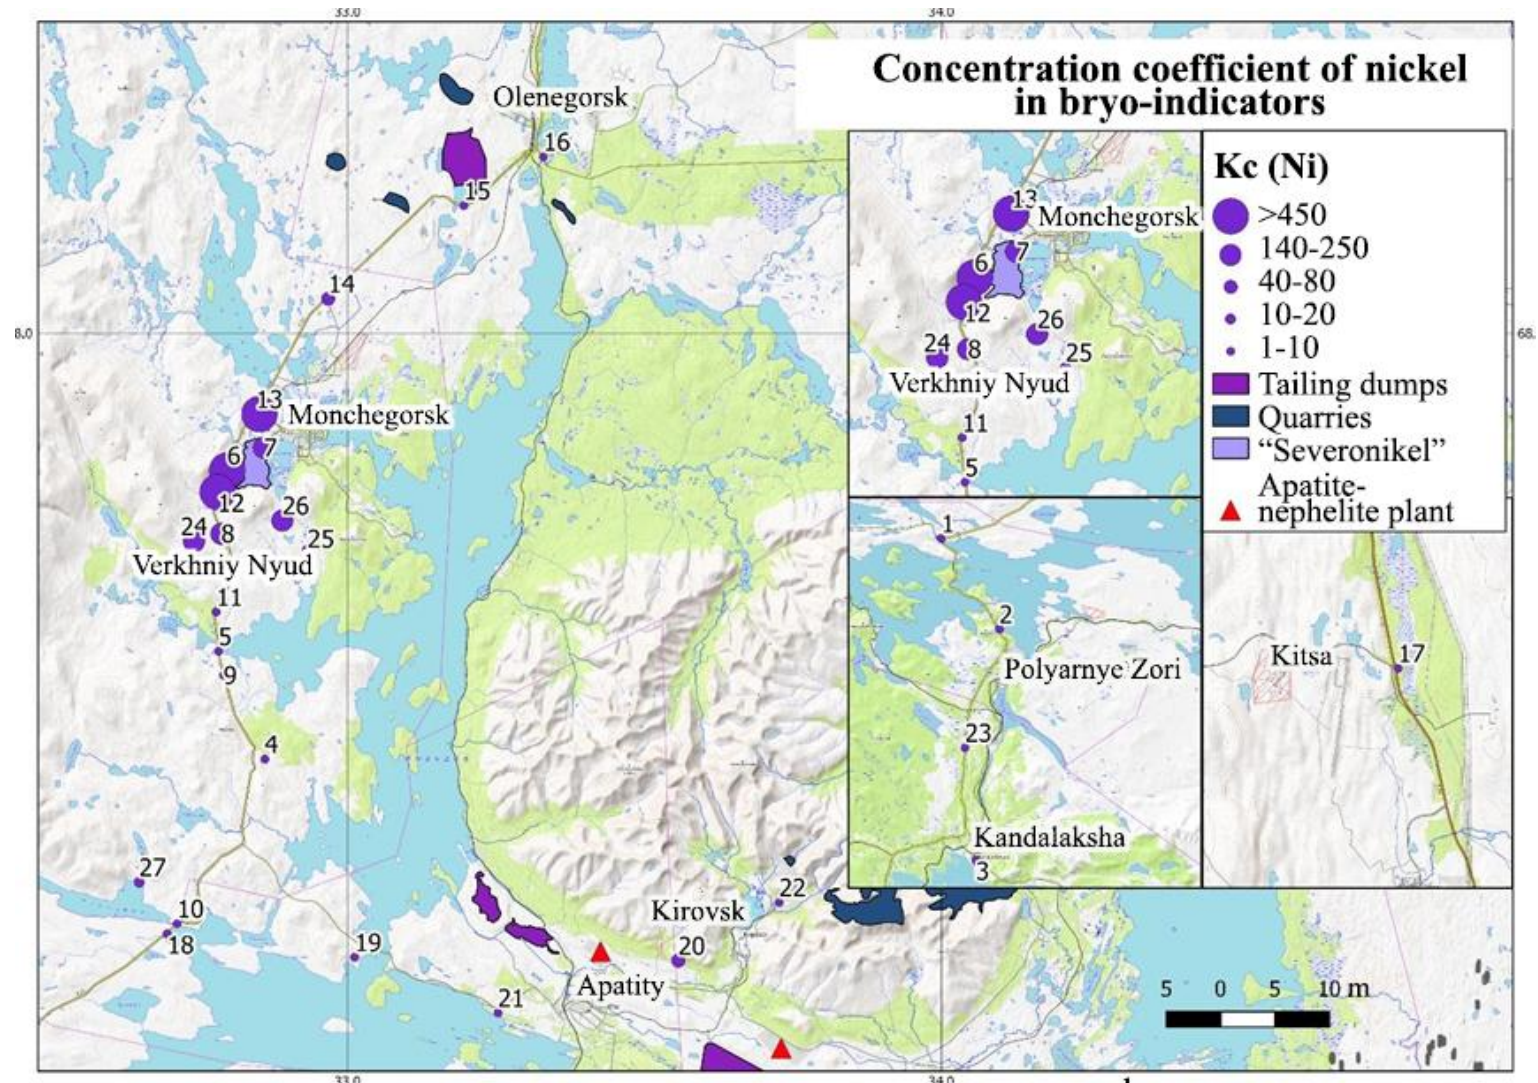 33.0
34.0
Concentration coefficient of nickel
in bryo-indicators
Olenegorsk
16
15
14
8.0
13
Monchegorsk
6
7
12
26
24
8
25
Verkhniy Nyud
11
5
9
4
27
10
18
19
21
22
Kirovsk
20
Apatity
13
Monchegorsk
7
6
12
26
24
8
25
Verkhniy Nyud
11
5
Kc (Ni)
>450
140-250
40-80
10-20
1-10
Tailing dumps
Quarries
“Severonikel”
Apatite-
nephelite plant
68.
1
2
Polyarnye Zori
23
Kandalaksha
3
Kitsa
17
5 0 5 10 m
33.0
34.0